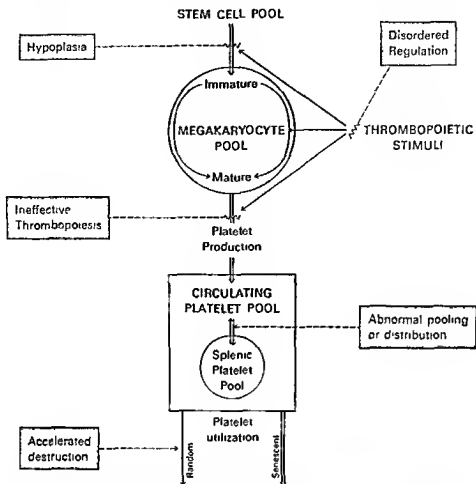 STEM CELL POOL
Hypoplasia
Disordered
Regulation
Immature
MEGAKARYOCYTE
POOL
THROMBOPOIETIC
STIMULI
Mature
Ineffective
Thrombopoiesis
Platelet
Production
CIRCULATING
PLATELET POOL
Abnormal pooling
or distribution
Splenic
Platelet
Pool
Platelet
utilization
Accelerated
destruction
Random
Senescent